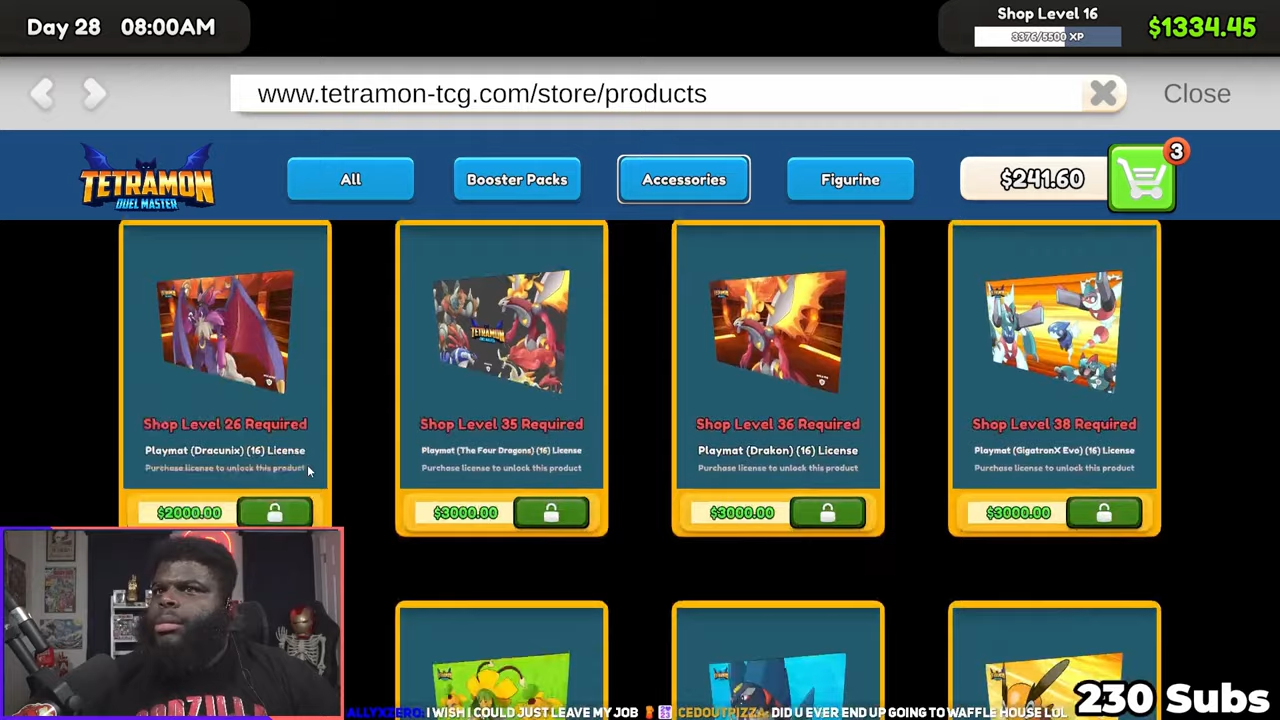 Day 28 08:00AM
Shop Level 16
3376/5500 XP
$1334.45
www.tetramon-tcg.com/store/products
Close
TETRAMON
DUEL MASTER
All
Booster Packs
Accessories
Figurine
$241.60
3
Shop Level 26 Required
Playmat (Dracunix) (16) License
Purchase license to unlock this product
$2000.00
TETRAMON
Shop Level 35 Required
Playmat (The Four Dragons) (16) License
Purchase license to unlock this product
$3000.00
Shop Level 36 Required
Playmat (Drakon) (16) License
Purchase license to unlock this product
$3000.00
Shop Level 38 Required
Playmat (GigatronX Evo) (16) License
Purchase license to unlock this product
$3000.00
230 Subs
ALLYXZERO: I WISH I COULD JUST LEAVE MY JOB CEDOUTPIZZA: DID U EVER END UP GOING TO WAFFLE HOUSE LOL